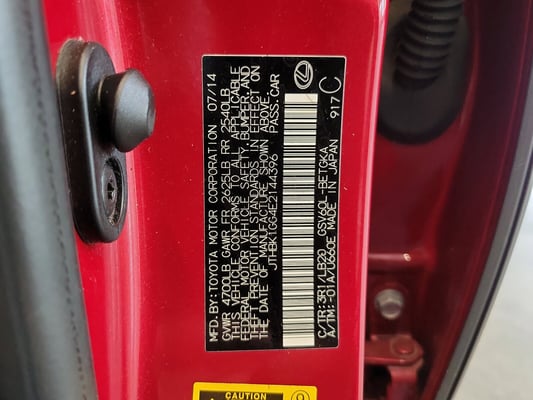 MFD.BY:TOYOTA MOTOR CORPORATION 07/14
GVWR 4700LB GAWR FR 2625LB RR 2540LB
THIS VEHICLE CONFORMS TO ALL APPLICABLE
FEDERAL MOTOR VEHICLE SAFETY, BUMPER, AND
THEFT PREVENTION STANDARDS IN EFFECT ON
THE DATE OF MANUFACTURE SHOWN ABOVE.
JTHBK1GG4E2144396 PASS.CAR
C/TR:3R1/LB20 GSV60L-BETGKA
A/TM:-01A/U660E MADE IN JAPAN
917 C
CAUTION